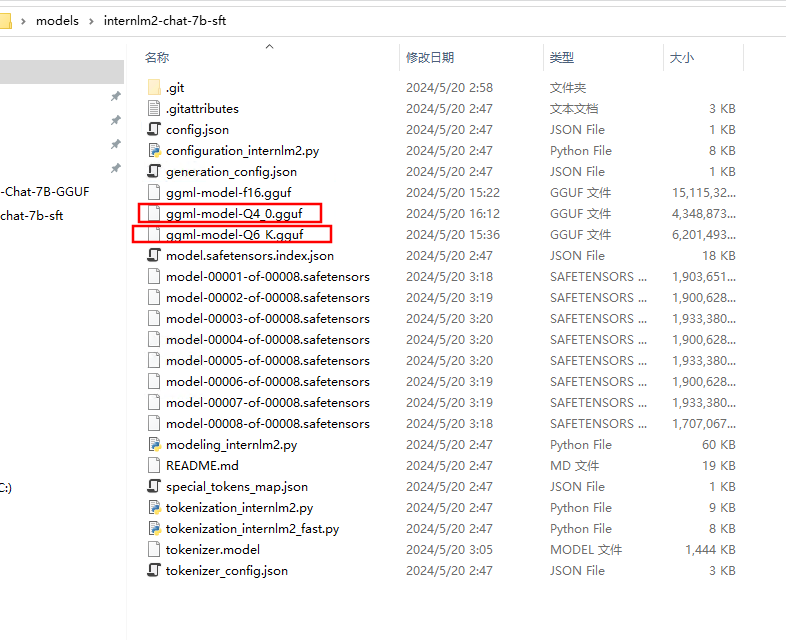 models > internlm2-chat-7b-sft
名称 修改日期 类型 大小
.git 2024/5/20 2:58 文件夹
.gitattributes 2024/5/20 2:47 文本文档 3 KB
config.json 2024/5/20 2:47 JSON File 1 KB
configuration_internlm2.py 2024/5/20 2:47 Python File 8 KB
generation_config.json 2024/5/20 2:47 JSON File 1 KB
-Chat-7B-GGUF ggml-model-f16.gguf 2024/5/20 15:22 GGUF 文件 15,115,32...
chat-7b-sft ggml-model-Q4_0.gguf 2024/5/20 16:12 GGUF 文件 4,348,873...
ggml-model-Q6_K.gguf 2024/5/20 15:36 GGUF 文件 6,201,493...
model.safetensors.index.json 2024/5/20 2:47 JSON File 18 KB
model-00001-of-00008.safetensors 2024/5/20 3:18 SAFETENSORS ... 1,903,651...
model-00002-of-00008.safetensors 2024/5/20 3:19 SAFETENSORS ... 1,900,628...
model-00003-of-00008.safetensors 2024/5/20 3:20 SAFETENSORS ... 1,933,380...
model-00004-of-00008.safetensors 2024/5/20 3:20 SAFETENSORS ... 1,900,628...
model-00005-of-00008.safetensors 2024/5/20 3:20 SAFETENSORS ... 1,933,380...
model-00006-of-00008.safetensors 2024/5/20 3:19 SAFETENSORS ... 1,900,628...
model-00007-of-00008.safetensors 2024/5/20 3:19 SAFETENSORS ... 1,933,380...
model-00008-of-00008.safetensors 2024/5/20 3:18 SAFETENSORS ... 1,707,067...
modeling_internlm2.py 2024/5/20 2:47 Python File 60 KB
README.md 2024/5/20 2:47 MD 文件 19 KB
C:) special_tokens_map.json 2024/5/20 2:47 JSON File 1 KB
tokenization_internlm2.py 2024/5/20 2:47 Python File 9 KB
tokenization_internlm2_fast.py 2024/5/20 2:47 Python File 8 KB
tokenizer.model 2024/5/20 3:05 MODEL 文件 1,444 KB
tokenizer_config.json 2024/5/20 2:47 JSON File 3 KB